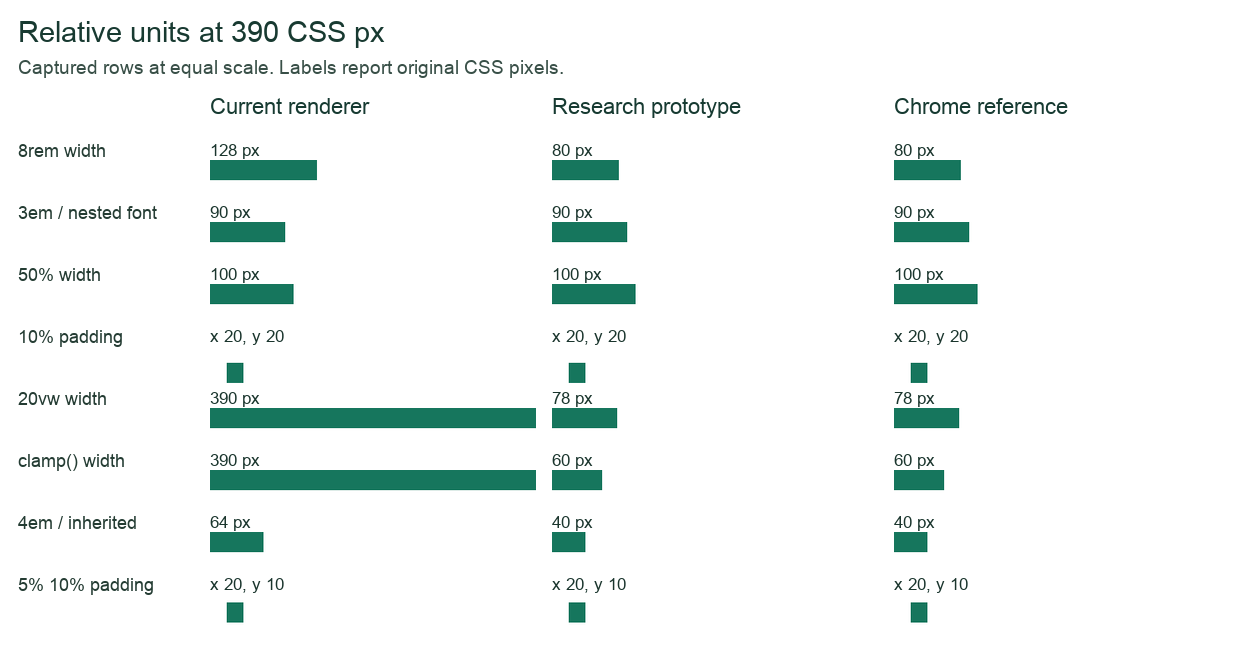 Relative units at 390 CSS px
Captured rows at equal scale. Labels report original CSS pixels.
Current renderer Research prototype Chrome reference
8rem width 128 px 80 px 80 px
3em / nested font 90 px 90 px 90 px
50% width 100 px 100 px 100 px
10% padding x 20, y 20 x 20, y 20 x 20, y 20
20vw width 390 px 78 px 78 px
clamp() width 390 px 60 px 60 px
4em / inherited 64 px 40 px 40 px
5% 10% padding x 20, y 10 x 20, y 10 x 20, y 10